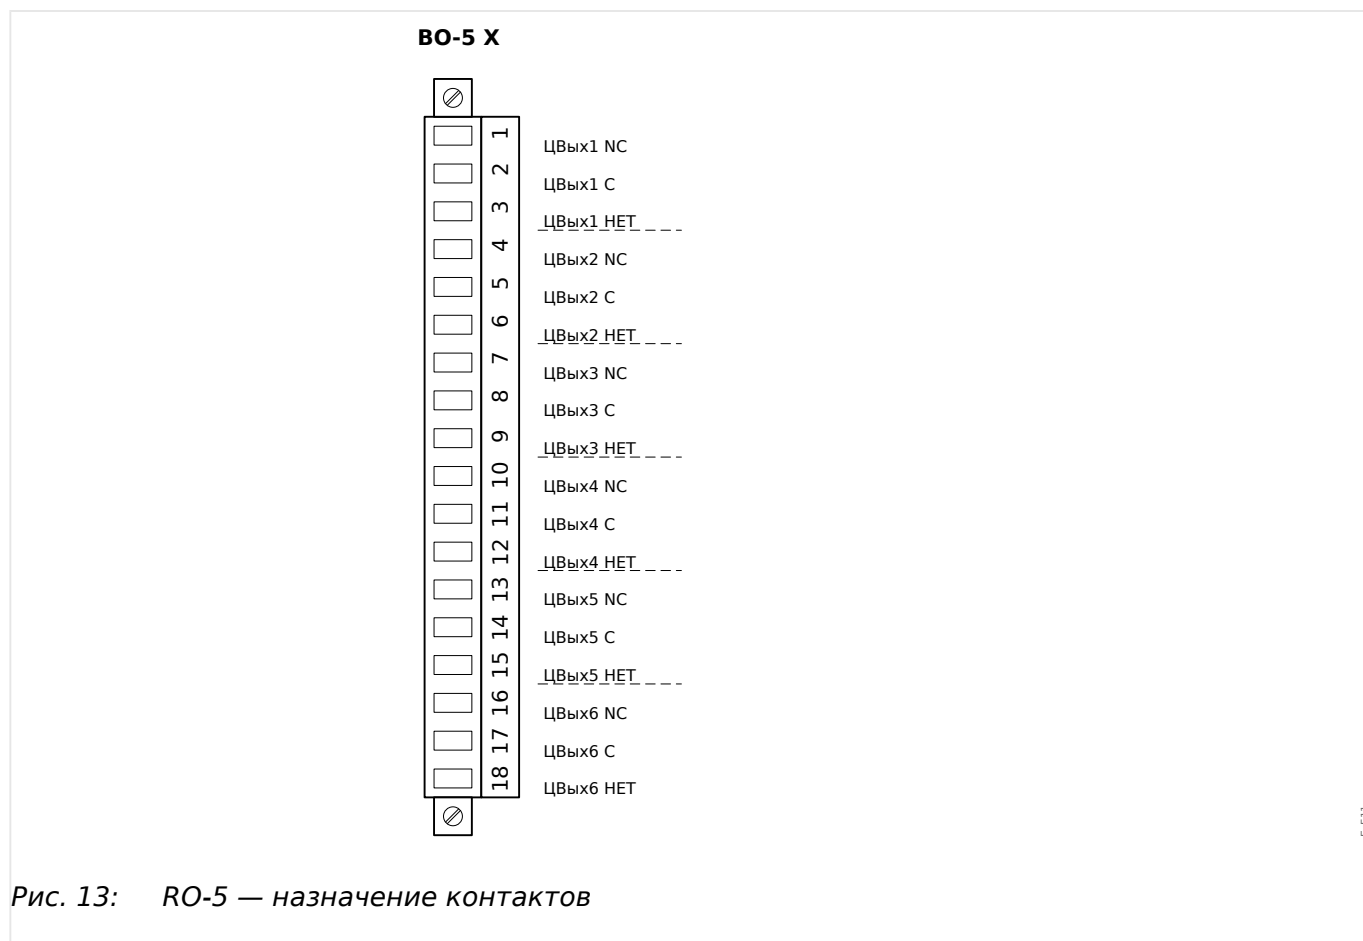 ВО-5 X
1
ЦВых1 NC
2
ЦВых1 C
3
ЦВых1 НЕТ
4
ЦВых2 NC
5
ЦВых2 C
6
ЦВых2 НЕТ
7
ЦВых3 NC
8
ЦВых3 C
9
ЦВых3 НЕТ
10
ЦВых4 NC
11
ЦВых4 C
12
ЦВых4 НЕТ
13
ЦВых5 NC
14
ЦВых5 C
15
ЦВых5 НЕТ
16
ЦВых6 NC
17
ЦВых6 C
18
ЦВых6 НЕТ
Рис. 13: RO-5 — назначение контактов